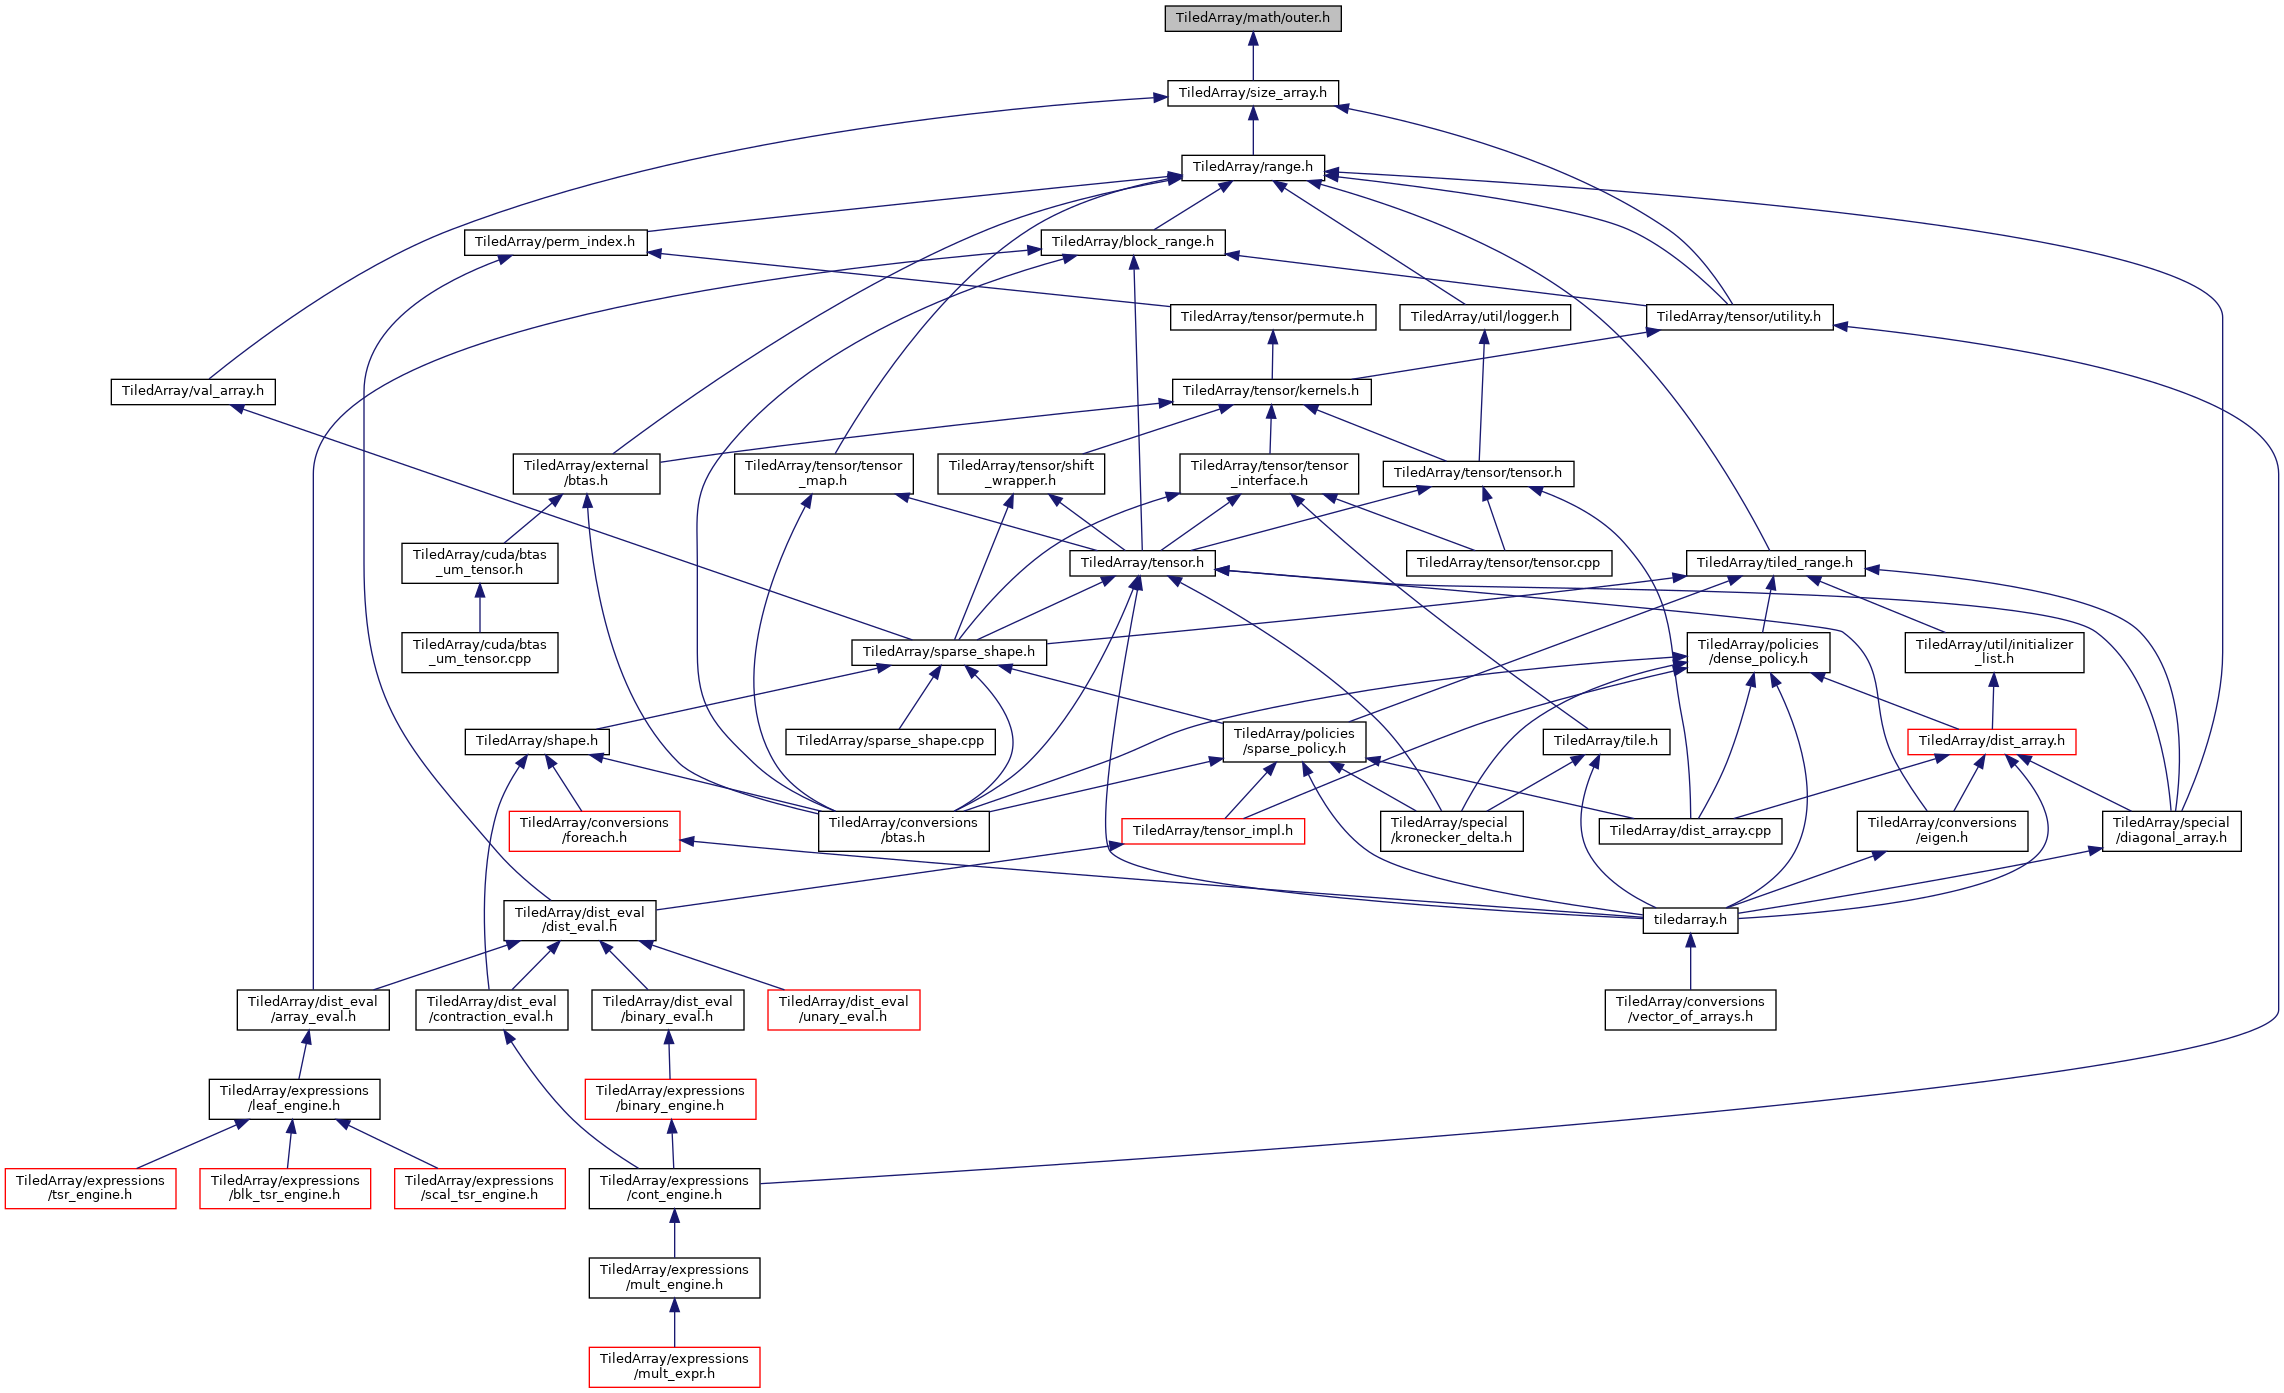 TiledArray/math/outer.h
TiledArray/size_array.h
TiledArray/range.h
TiledArray/perm_index.h
TiledArray/block_range.h
TiledArray/tensor/permute.h
TiledArray/util/logger.h
TiledArray/tensor/utility.h
TiledArray/val_array.h
TiledArray/tensor/kernels.h
TiledArray/external
/btas.h
TiledArray/tensor/tensor
_map.h
TiledArray/tensor/shift
_wrapper.h
TiledArray/tensor/tensor
_interface.h
TiledArray/tensor/tensor.h
TiledArray/cuda/btas
_um_tensor.h
TiledArray/tensor.h
TiledArray/tensor/tensor.cpp
TiledArray/tiled_range.h
TiledArray/cuda/btas
_um_tensor.cpp
TiledArray/sparse_shape.h
TiledArray/policies
/dense_policy.h
TiledArray/util/initializer
_list.h
TiledArray/shape.h
TiledArray/sparse_shape.cpp
TiledArray/policies
/sparse_policy.h
TiledArray/tile.h
TiledArray/dist_array.h
TiledArray/conversions
/foreach.h
TiledArray/conversions
/btas.h
TiledArray/tensor_impl.h
TiledArray/special
/kronecker_delta.h
TiledArray/dist_array.cpp
TiledArray/conversions
/eigen.h
TiledArray/special
/diagonal_array.h
TiledArray/dist_eval
/dist_eval.h
tiledarray.h
TiledArray/dist_eval
/array_eval.h
TiledArray/dist_eval
/contraction_eval.h
TiledArray/dist_eval
/binary_eval.h
TiledArray/dist_eval
/unary_eval.h
TiledArray/conversions
/vector_of_arrays.h
TiledArray/expressions
/leaf_engine.h
TiledArray/expressions
/binary_engine.h
TiledArray/expressions
/tsr_engine.h
TiledArray/expressions
/blk_tsr_engine.h
TiledArray/expressions
/scal_tsr_engine.h
TiledArray/expressions
/cont_engine.h
TiledArray/expressions
/mult_engine.h
TiledArray/expressions
/mult_expr.h